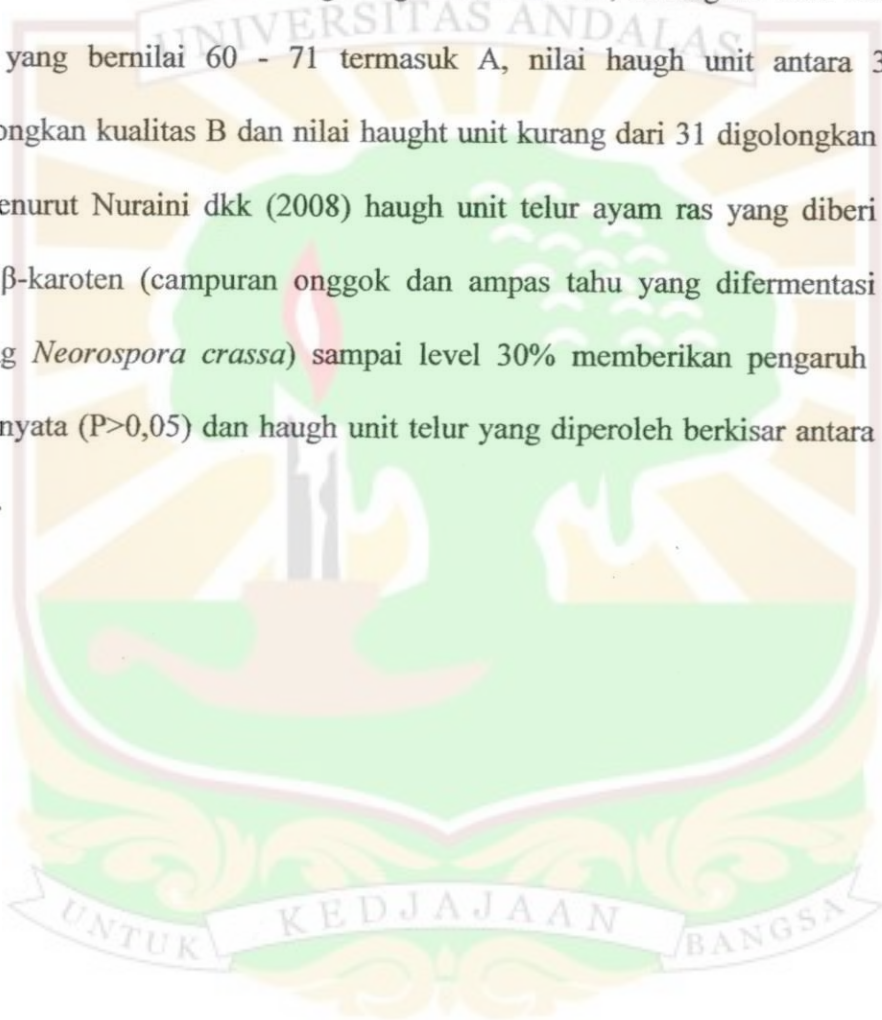 UNIVERSITAS ANDALAS
yang bernilai 60 - 71 termasuk A, nilai haugh unit antara 3
ongkan kualitas B dan nilai haught unit kurang dari 31 digolongkan
enurut Nuraini dkk (2008) haugh unit telur ayam ras yang diberi
β-karoten (campuran onggok dan ampas tahu yang difermentasi
g Neorospora crassa) sampai level 30% memberikan pengaruh
nyata (P>0,05) dan haugh unit telur yang diperoleh berkisar antara
UNTUK KEDJAJAAN BANGSA